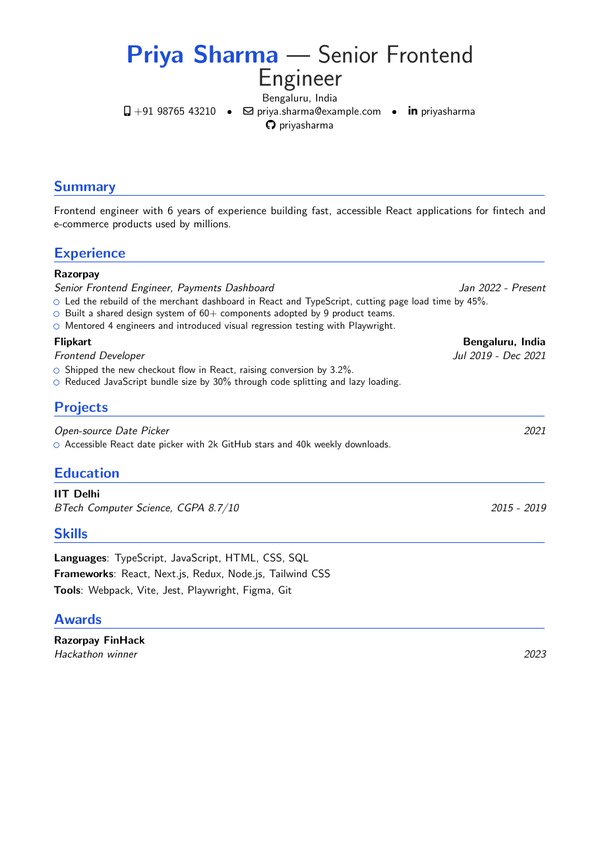 Priya Sharma — Senior Frontend
Engineer
Bengaluru, India
+91 98765 43210 • priya.sharma@example.com • priyasharma
priyasharma
Summary
Frontend engineer with 6 years of experience building fast, accessible React applications for fintech and
e-commerce products used by millions.
Experience
Razorpay
Senior Frontend Engineer, Payments Dashboard Jan 2022 - Present
Led the rebuild of the merchant dashboard in React and TypeScript, cutting page load time by 45%.
Built a shared design system of 60+ components adopted by 9 product teams.
Mentored 4 engineers and introduced visual regression testing with Playwright.
Flipkart Bengaluru, India
Frontend Developer Jul 2019 - Dec 2021
Shipped the new checkout flow in React, raising conversion by 3.2%.
Reduced JavaScript bundle size by 30% through code splitting and lazy loading.
Projects
Open-source Date Picker 2021
Accessible React date picker with 2k GitHub stars and 40k weekly downloads.
Education
IIT Delhi
BTech Computer Science, CGPA 8.7/10 2015 - 2019
Skills
Languages: TypeScript, JavaScript, HTML, CSS, SQL
Frameworks: React, Next.js, Redux, Node.js, Tailwind CSS
Tools: Webpack, Vite, Jest, Playwright, Figma, Git
Awards
Razorpay FinHack
Hackathon winner 2023